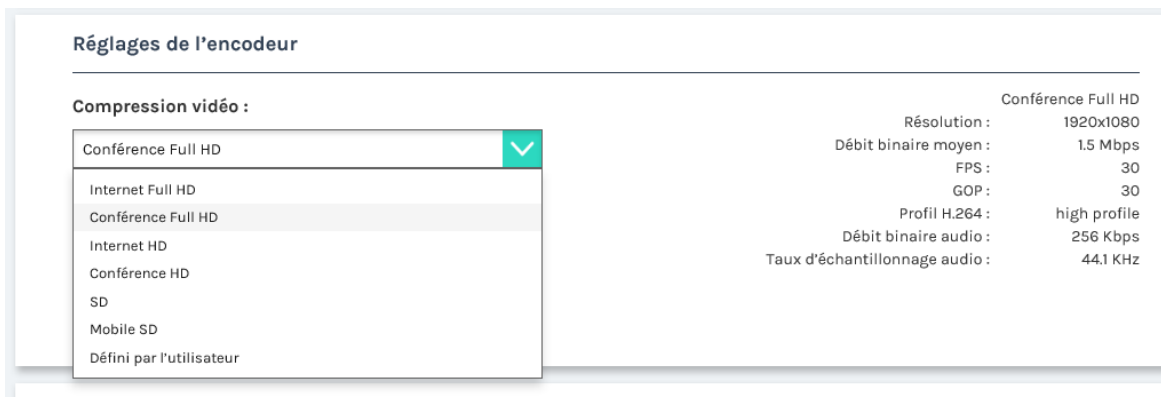 Réglages de l’encodeur
Compression vidéo :
Conférence Full HD
Internet Full HD
Conférence Full HD
Internet HD
Conférence HD
SD
Mobile SD
Défini par l’utilisateur
Conférence Full HD
Résolution : 1920x1080
Débit binaire moyen : 1.5 Mbps
FPS : 30
GOP : 30
Profil H.264 : high profile
Débit binaire audio : 256 Kbps
Taux d’échantillonnage audio : 44.1 KHz